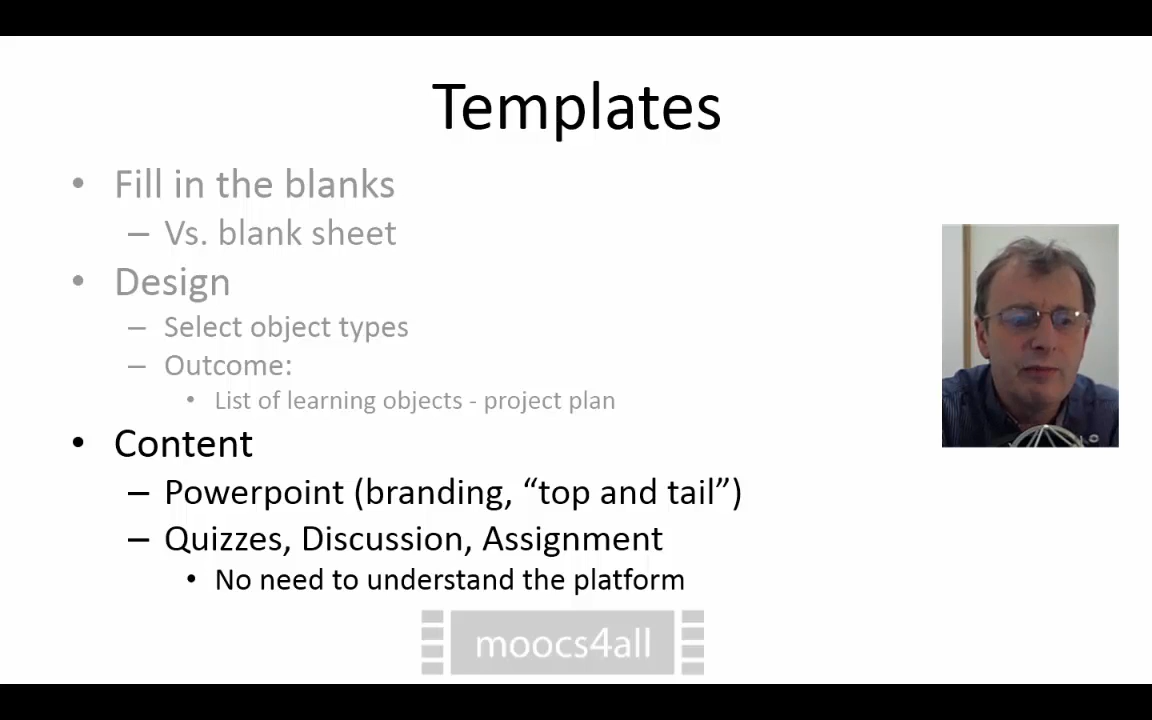 Templates
• Fill in the blanks
– Vs. blank sheet
• Design
– Select object types
– Outcome:
• List of learning objects - project plan
• Content
– Powerpoint (branding, “top and tail”)
– Quizzes, Discussion, Assignment
• No need to understand the platform
moocs4all